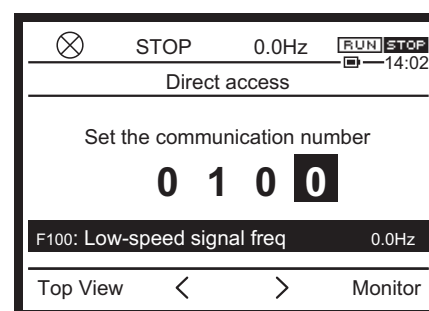 STOP 0.0Hz RUN STOP
14:02
Direct access
Set the communication number
0 1 0 0
F100: Low-speed signal freq 0.0Hz
Top View < > Monitor